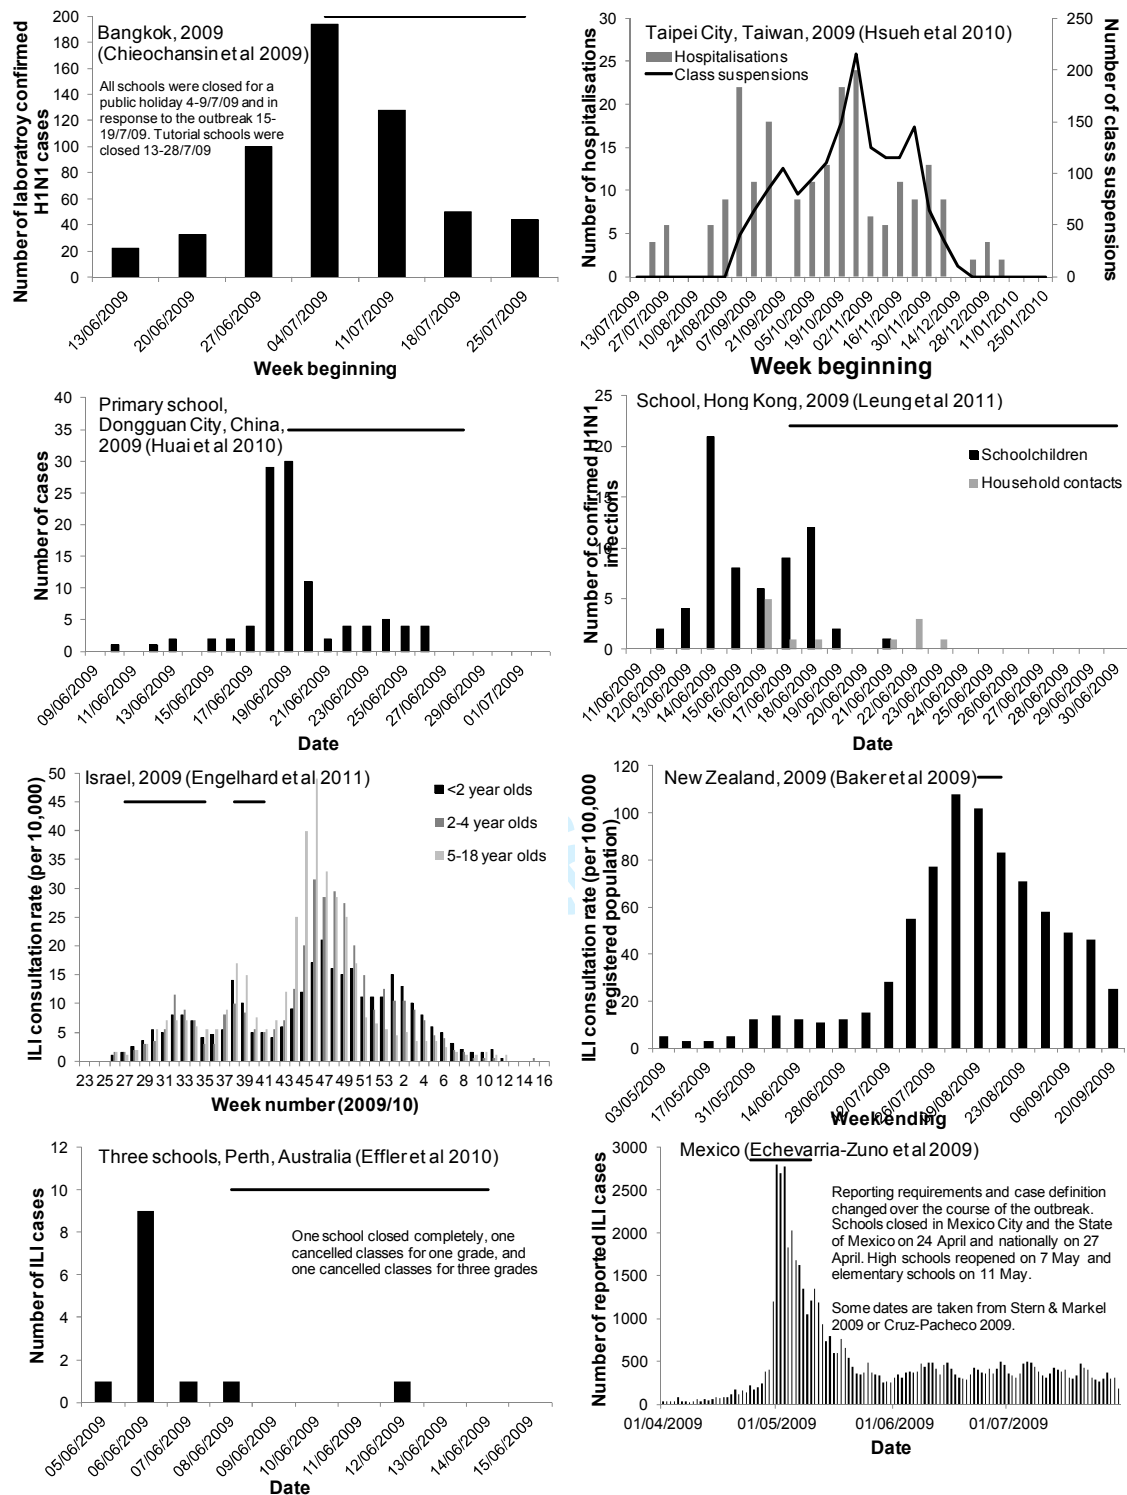 Bangkok, 2009
(Chieochansin et al 2009)
All schools were closed for a
public holiday 4-9/7/09 and in
response to the outbreak 15-
19/7/09. Tutorial schools were
closed 13-28/7/09
Number of laboratroy confirmed
H1N1 cases
200
180
160
140
120
100
80
60
40
20
0
13/06/2009
20/06/2009
27/06/2009
04/07/2009
11/07/2009
18/07/2009
25/07/2009
Week beginning
Taipei City, Taiwan, 2009 (Hsueh et al 2010)
Hospitalisations
Class suspensions
Number of hospitalisations
30
25
20
15
10
5
0
Number of class suspensions
250
200
150
100
50
0
13/07/2009
27/07/2009
10/08/2009
24/08/2009
07/09/2009
21/09/2009
05/10/2009
19/10/2009
02/11/2009
16/11/2009
30/11/2009
14/12/2009
28/12/2009
11/01/2010
25/01/2010
Week beginning
Primary school,
Dongguan City, China,
2009 (Huai et al 2010)
Number of cases
40
35
30
25
20
15
10
5
0
09/06/2009
11/06/2009
13/06/2009
15/06/2009
17/06/2009
19/06/2009
21/06/2009
23/06/2009
25/06/2009
27/06/2009
29/06/2009
01/07/2009
Date
School, Hong Kong, 2009 (Leung et al 2011)
Schoolchildren
Household contacts
Number of confirmed H1N1
infections
25
20
15
10
5
0
11/06/2009
12/06/2009
13/06/2009
14/06/2009
15/06/2009
16/06/2009
17/06/2009
18/06/2009
19/06/2009
20/06/2009
21/06/2009
22/06/2009
23/06/2009
24/06/2009
25/06/2009
26/06/2009
27/06/2009
28/06/2009
29/06/2009
30/06/2009
Date
Israel, 2009 (Engelhard et al 2011)
<2 year olds
2-4 year olds
5-18 year olds
ILI consultation rate (per 10,000)
50
45
40
35
30
25
20
15
10
5
0
23 25 27 29 31 33 35 37 39 41 43 45 47 49 51 53 2 4 6 8 10 12 14 16
Week number (2009/10)
New Zealand, 2009 (Baker et al 2009)
ILI consultation rate (per 100,000
registered population)
120
100
80
60
40
20
0
03/05/2009
17/05/2009
31/05/2009
14/06/2009
28/06/2009
12/07/2009
26/07/2009
09/08/2009
23/08/2009
06/09/2009
20/09/2009
Week ending
Three schools, Perth, Australia (Effler et al 2010)
One school closed completely, one
cancelled classes for one grade, and
one cancelled classes for three grades
Number of ILI cases
12
10
8
6
4
2
0
05/06/2009
06/06/2009
07/06/2009
08/06/2009
09/06/2009
10/06/2009
11/06/2009
12/06/2009
13/06/2009
14/06/2009
15/06/2009
Date
Mexico (Echevarria-Zuno et al 2009)
Reporting requirements and case definition
changed over the course of the outbreak.
Schools closed in Mexico City and the State
of Mexico on 24 April and nationally on 27
April. High schools reopened on 7 May and
elementary schools on 11 May.
Some dates are taken from Stern & Markel
2009 or Cruz-Pacheco 2009.
Number of reported ILI cases
3000
2500
2000
1500
1000
500
0
01/04/2009
01/05/2009
01/06/2009
01/07/2009
Date